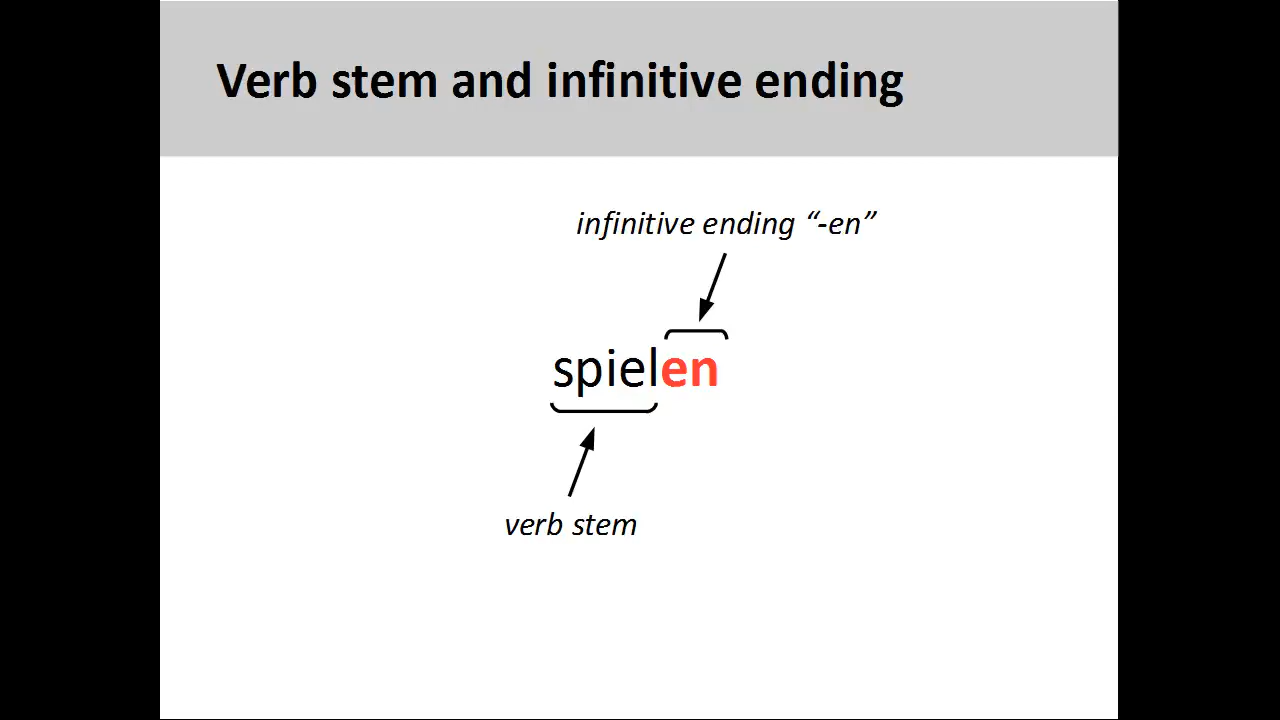 Verb stem and infinitive ending
infinitive ending “-en”
spielen
verb stem